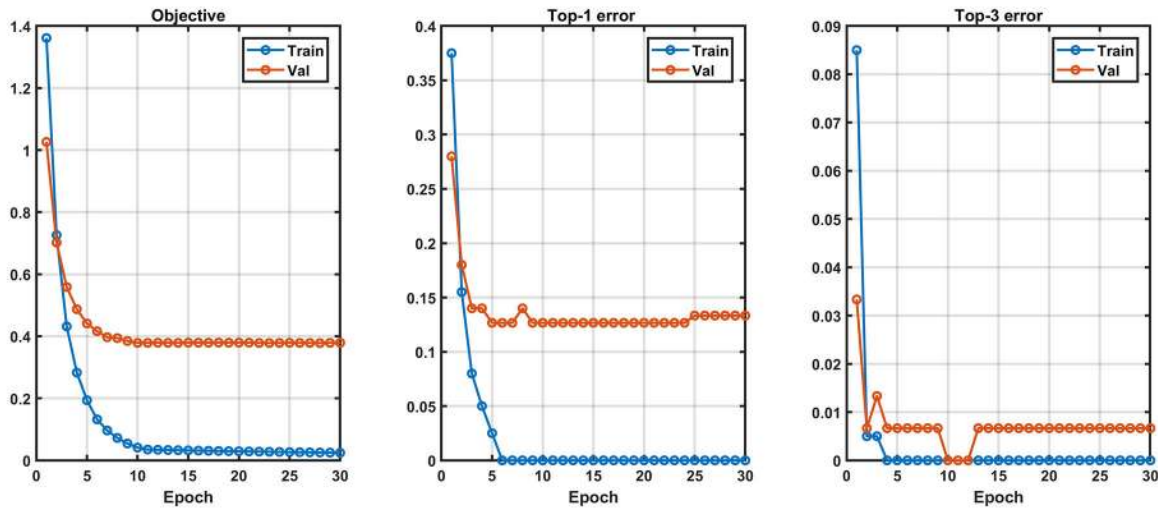 Objective
1.4
1.2
1
0.8
0.6
0.4
0.2
0
0 5 10 15 20 25 30
Epoch
Train
Val
Top-1 error
0.4
0.35
0.3
0.25
0.2
0.15
0.1
0.05
0
0 5 10 15 20 25 30
Epoch
Train
Val
Top-3 error
0.09
0.08
0.07
0.06
0.05
0.04
0.03
0.02
0.01
0
0 5 10 15 20 25 30
Epoch
Train
Val